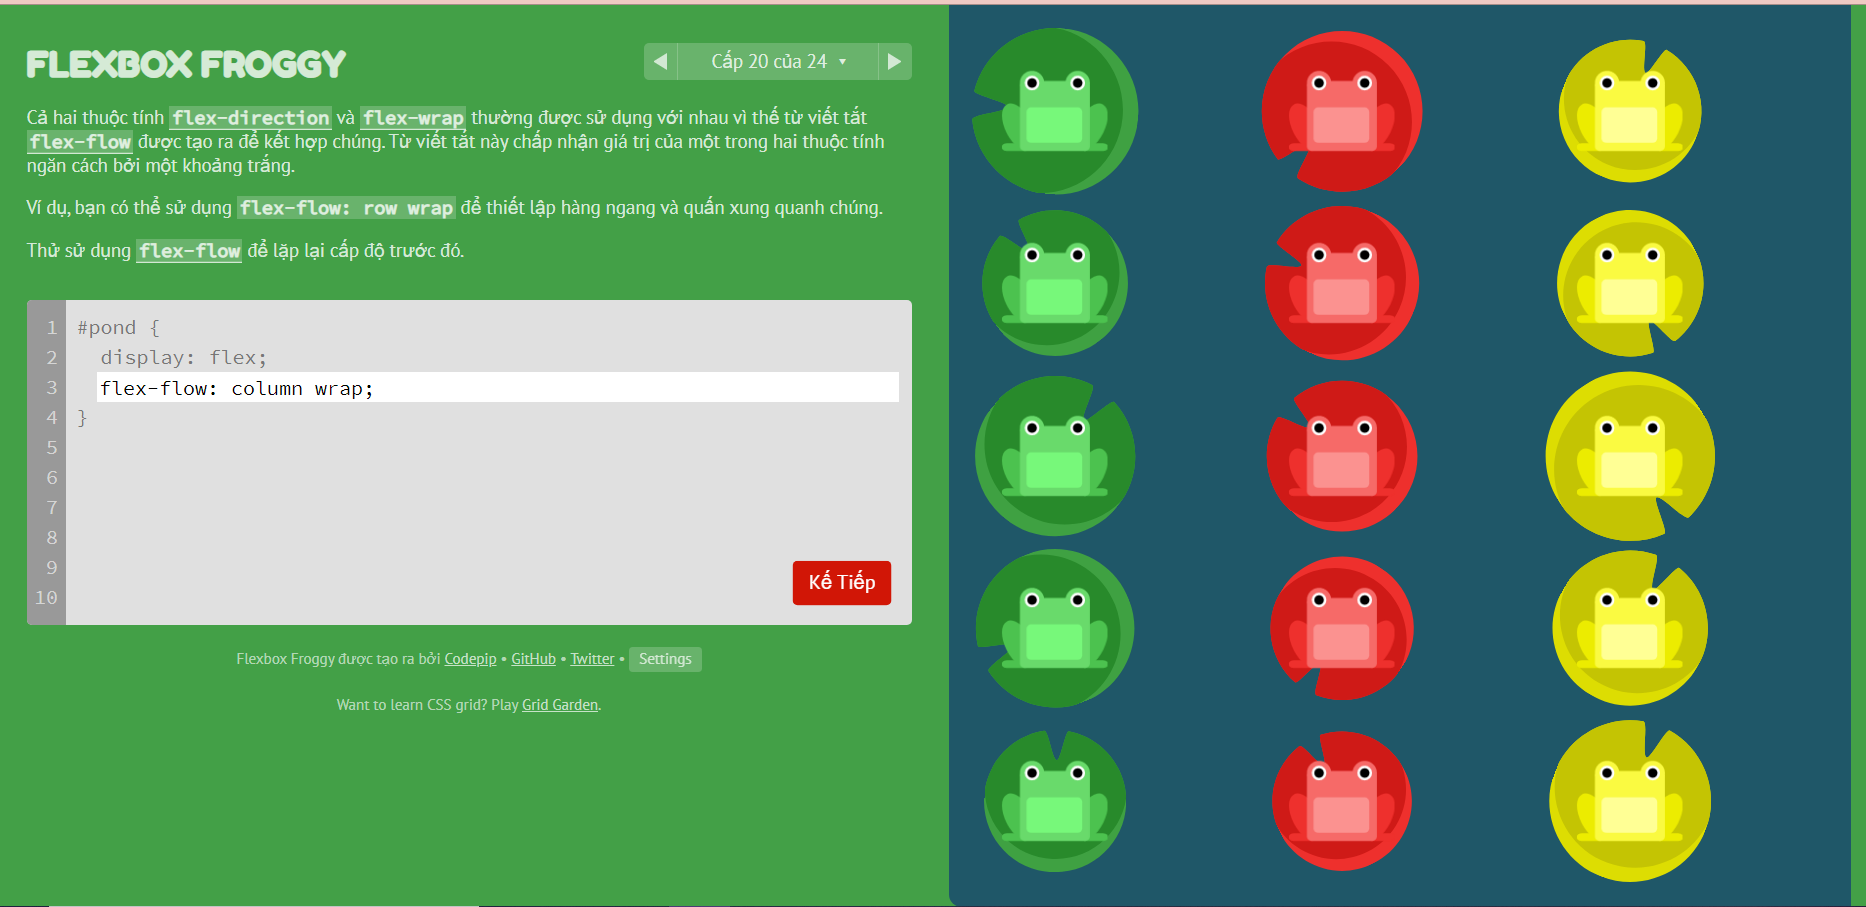 FLEXBOX FROGGY
◀ Cấp 20 của 24 ▾ ▶
Cả hai thuộc tính flex-direction và flex-wrap thường được sử dụng với nhau vì thế từ viết tắt
flex-flow được tạo ra để kết hợp chúng. Từ viết tắt này chấp nhận giá trị của một trong hai thuộc tính
ngăn cách bởi một khoảng trắng.
Ví dụ, bạn có thể sử dụng flex-flow: row wrap để thiết lập hàng ngang và quấn xung quanh chúng.
Thử sử dụng flex-flow để lặp lại cấp độ trước đó.
1 #pond {
2 display: flex;
3 flex-flow: column wrap;
4 }
5
6
7
8
9
10
Kế Tiếp
Flexbox Froggy được tạo ra bởi Codepip • GitHub • Twitter • Settings
Want to learn CSS grid? Play Grid Garden.